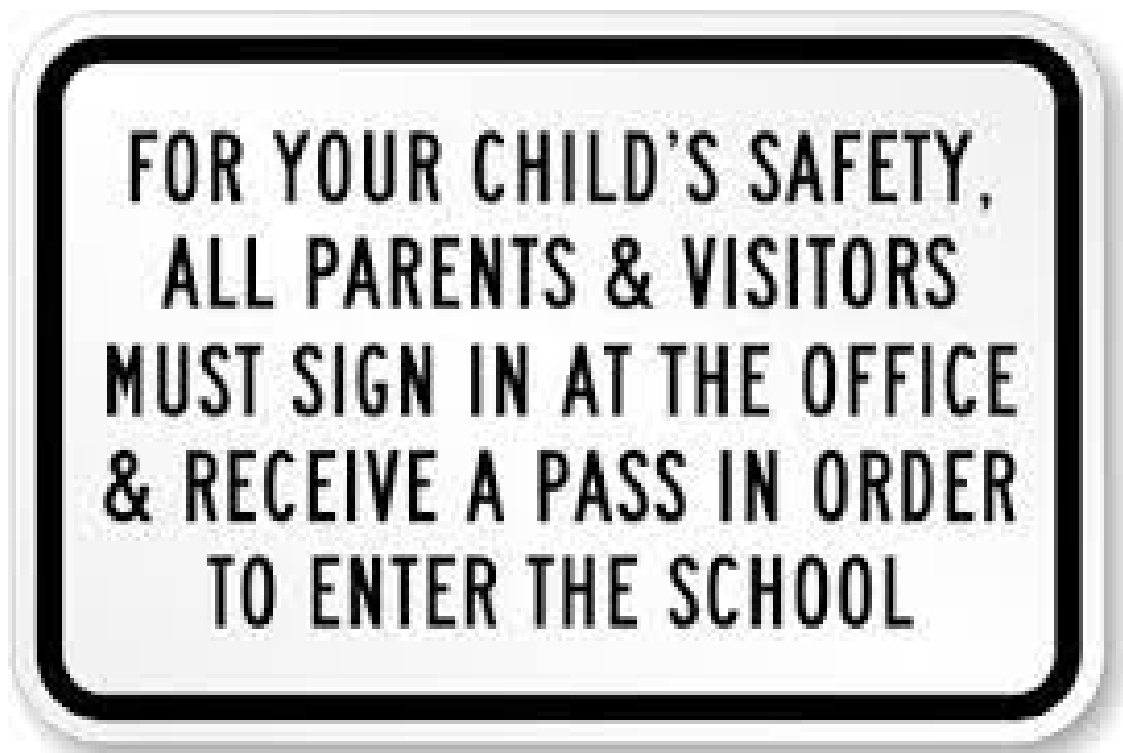 FOR YOUR CHILD'S SAFETY,
ALL PARENTS & VISITORS
MUST SIGN IN AT THE OFFICE
& RECEIVE A PASS IN ORDER
TO ENTER THE SCHOOL